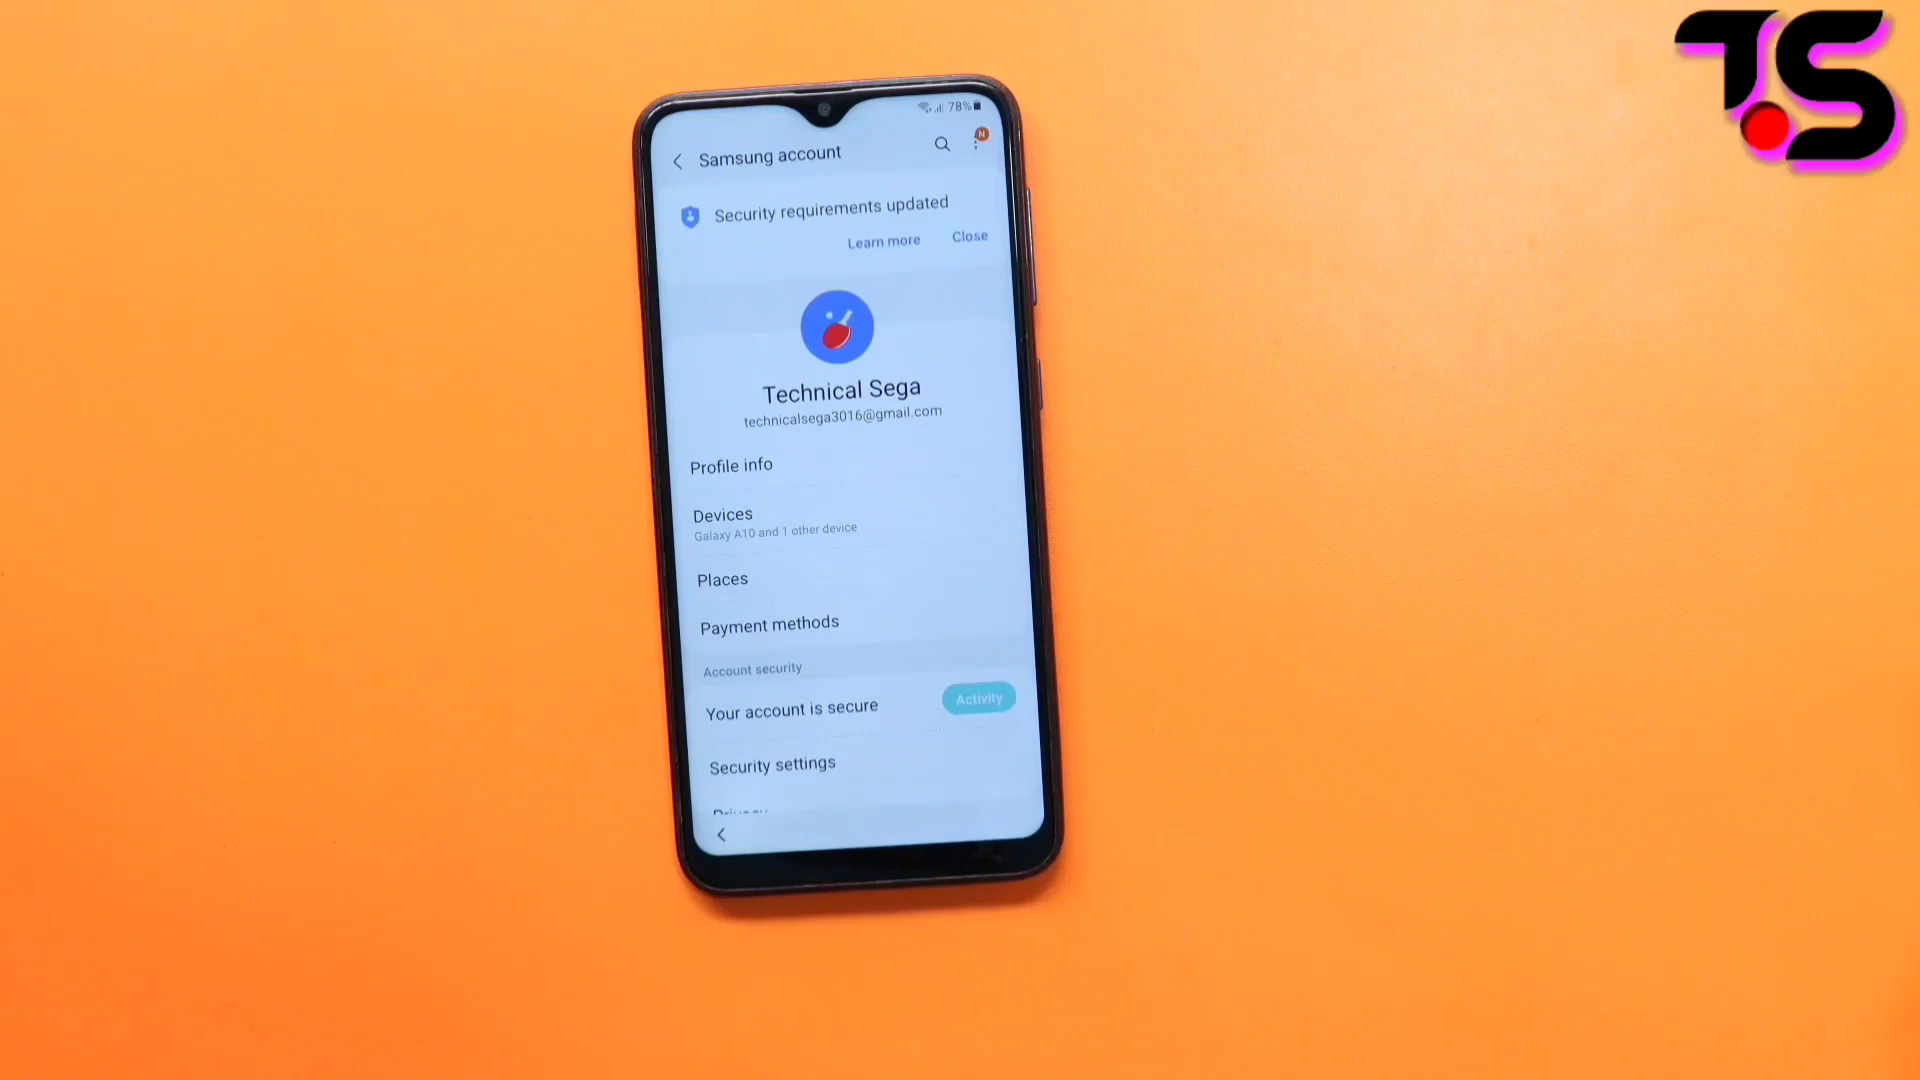 TS
78%
N
Samsung account
Security requirements updated
Learn more Close
Technical Sega
technicalsega3016@gmail.com
Profile info
Devices
Galaxy A10 and 1 other device
Places
Payment methods
Account security
Your account is secure
Activity
Security settings